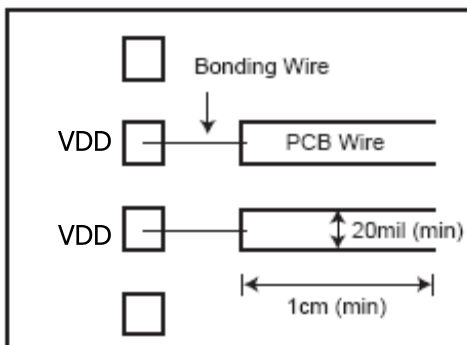 Bonding Wire
VDD
PCB Wire
VDD
20mil (min)
1cm (min)